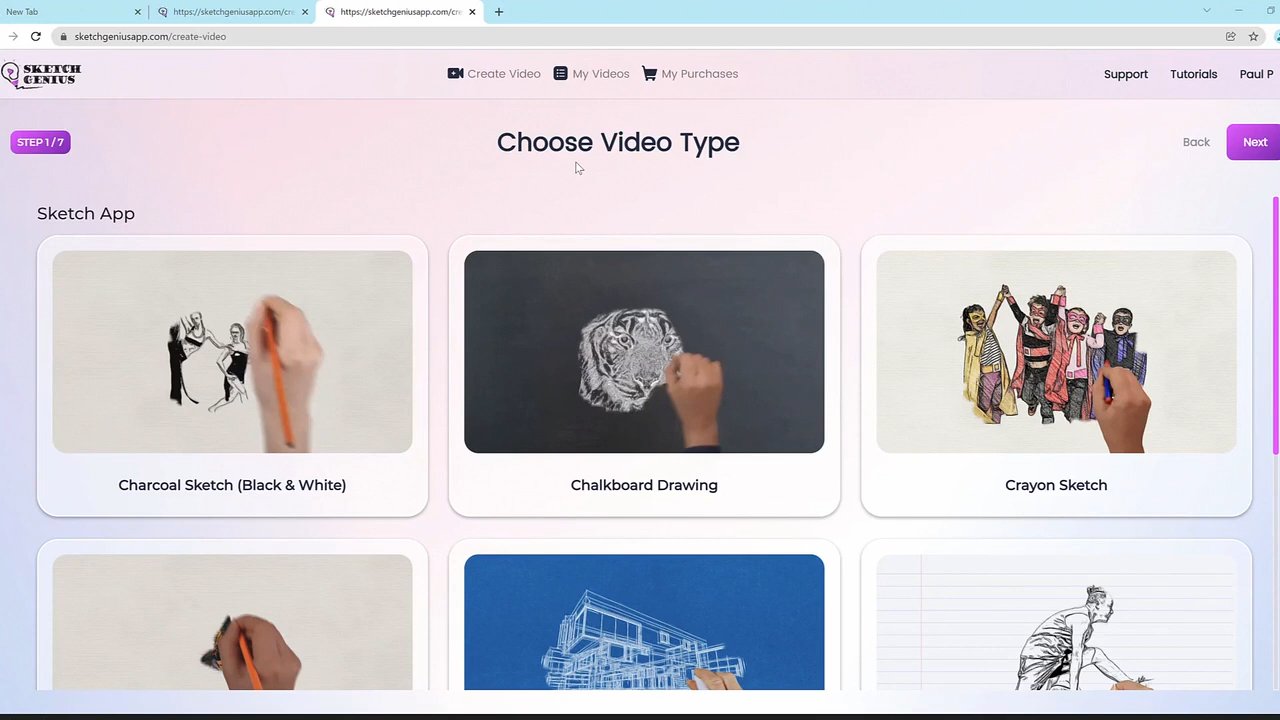 New Tab
https://sketchgeniusapp.com/cre
https://sketchgeniusapp.com/cre
sketchgeniusapp.com/create-video
SKETCH
GENIUS
Create Video
My Videos
My Purchases
Support
Tutorials
Paul P
STEP 1 / 7
Choose Video Type
Back
Next
Sketch App
Charcoal Sketch (Black & White)
Chalkboard Drawing
Crayon Sketch